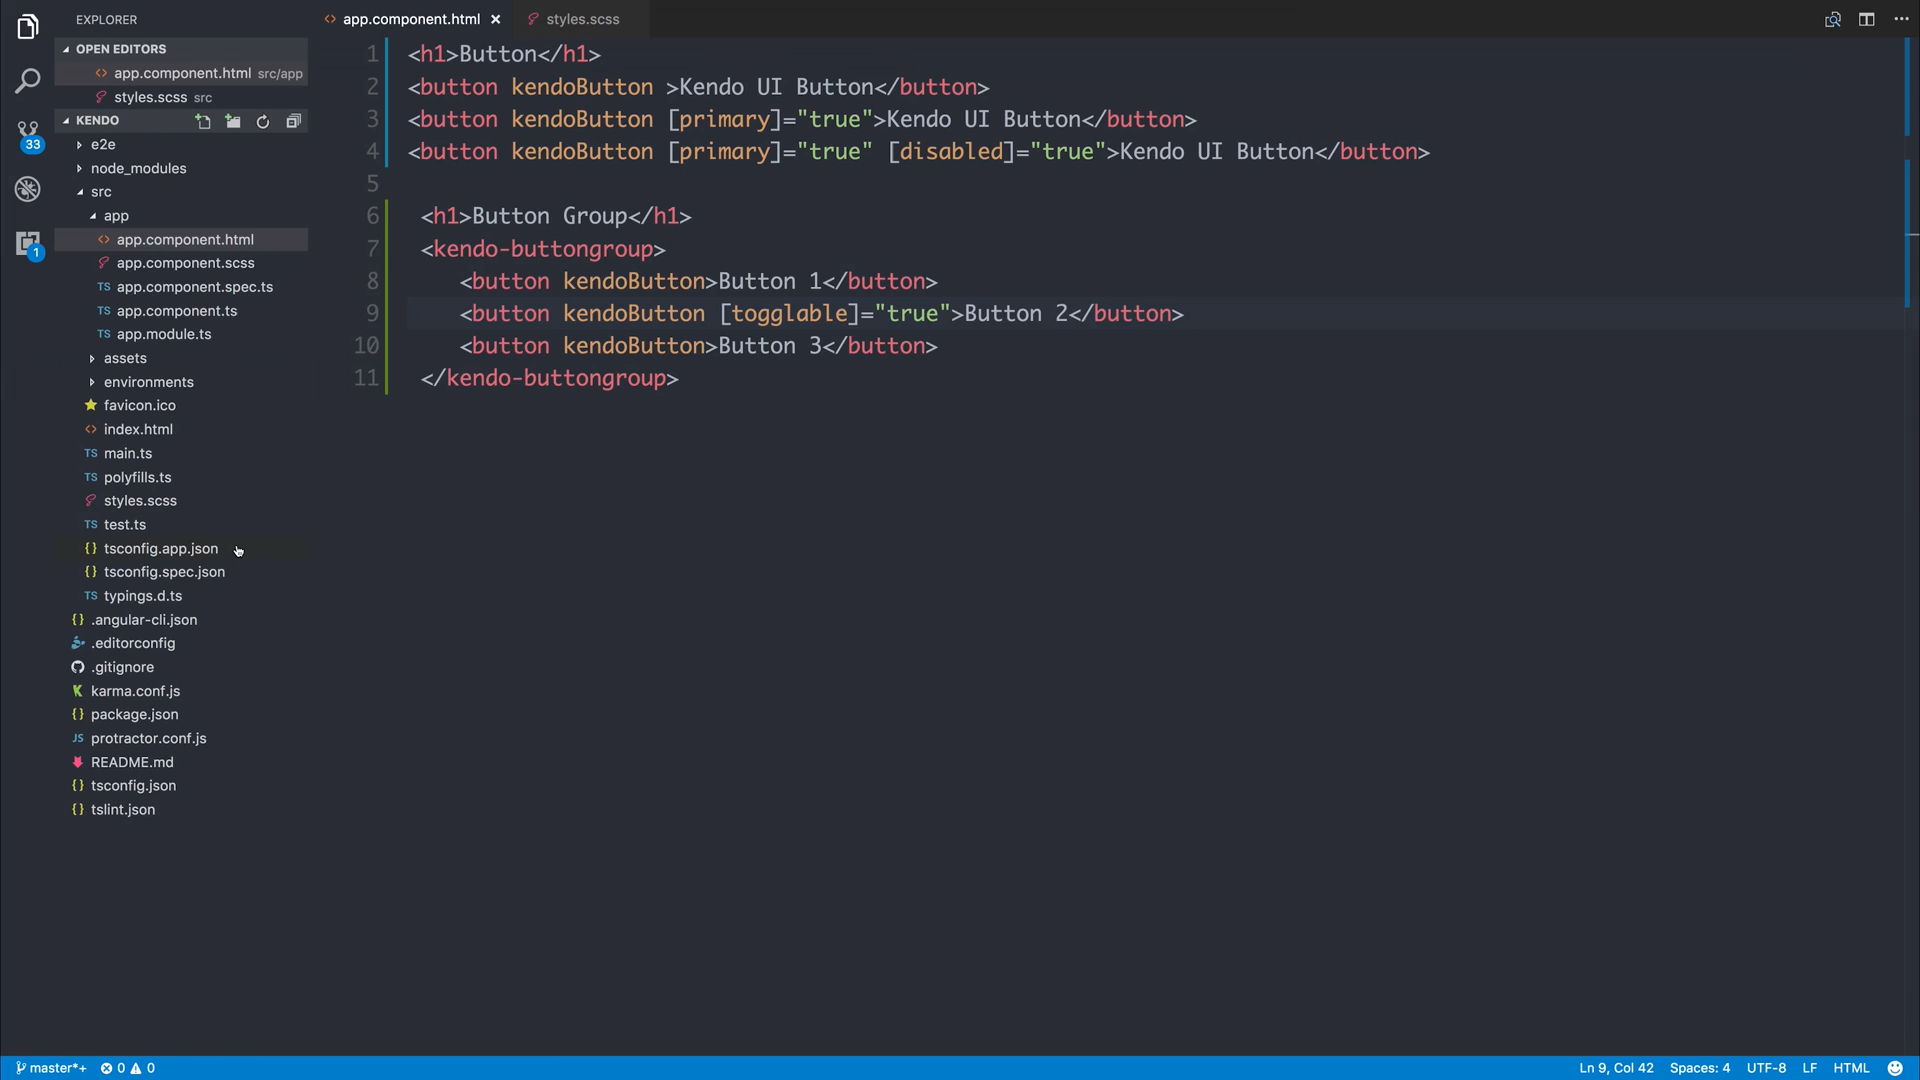 EXPLORER
OPEN EDITORS
app.component.html src/app
styles.scss src
KENDO
e2e
node_modules
src
app
app.component.html
app.component.scss
TS app.component.spec.ts
TS app.component.ts
TS app.module.ts
assets
environments
favicon.ico
<> index.html
TS main.ts
TS polyfills.ts
styles.scss
TS test.ts
{} tsconfig.app.json
{} tsconfig.spec.json
TS typings.d.ts
{} .angular-cli.json
.editorconfig
.gitignore
K karma.conf.js
{} package.json
JS protractor.conf.js
README.md
{} tsconfig.json
{} tslint.json
33
1
app.component.html ×
styles.scss
1 <h1>Button</h1>
2 <button kendoButton >Kendo UI Button</button>
3 <button kendoButton [primary]="true">Kendo UI Button</button>
4 <button kendoButton [primary]="true" [disabled]="true">Kendo UI Button</button>
5
6 <h1>Button Group</h1>
7 <kendo-buttongroup>
8 <button kendoButton>Button 1</button>
9 <button kendoButton [togglable]="true">Button 2</button>
10 <button kendoButton>Button 3</button>
11 </kendo-buttongroup>
master*+ 0 0
Ln 9, Col 42 Spaces: 4 UTF-8 LF HTML